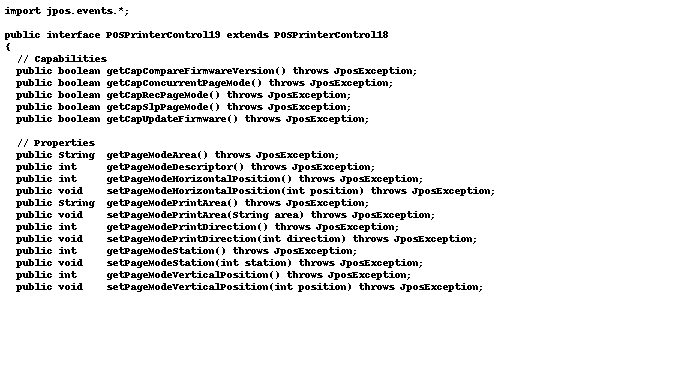 import jpos.events.*;

public interface POSPrinterControl19 extends POSPrinterControl18
{
  // Capabilities
  public boolean getCapCompareFirmwareVersion() throws JposException;
  public boolean getCapConcurrentPageMode() throws JposException;
  public boolean getCapRecPageMode() throws JposException;
  public boolean getCapSlpPageMode() throws JposException;
  public boolean getCapUpdateFirmware() throws JposException;

  // Properties
  public String  getPageModeArea() throws JposException;
  public int     getPageModeDescriptor() throws JposException;
  public int     getPageModeHorizontalPosition() throws JposException;
  public void    setPageModeHorizontalPosition(int position) throws JposException;
  public String  getPageModePrintArea() throws JposException;
  public void    setPageModePrintArea(String area) throws JposException;
  public int     getPageModePrintDirection() throws JposException;
  public void    setPageModePrintDirection(int direction) throws JposException;
  public int     getPageModeStation() throws JposException;
  public void    setPageModeStation(int station) throws JposException;
  public int     getPageModeVerticalPosition() throws JposException;
  public void    setPageModeVerticalPosition(int position) throws JposException;